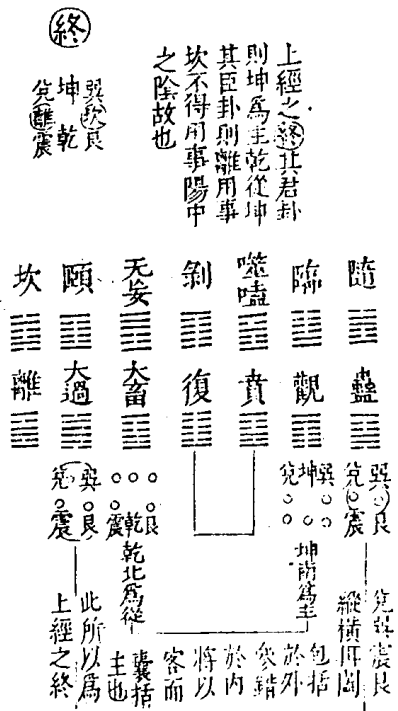 終
上經之終其君卦
則坤爲主乾從坤
其臣卦則離用事
坎不得用事陽中
之陰故也
巽坎艮
坤乾
兌離震
隨
蠱
臨
觀
噬嗑
賁
剝
復
无妄
大畜
頤
大過
坎
離
巽○艮
兌○震
巽○○
坤○○
兌○○
坤南爲主
○○艮
○○乾
○○震
乾北爲從
巽○艮
兌○震
兌巽震艮
縱橫開闔
包括
於外
參錯
於內
將以
客而
囊括
主也
此所以爲
上經之終